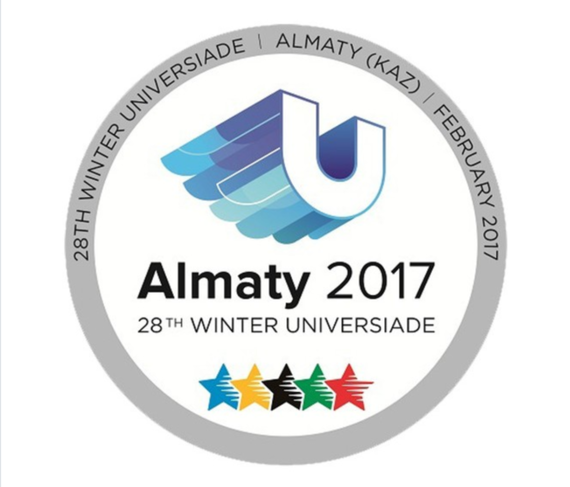 28TH WINTER UNIVERSIADE | ALMATY (KAZ) | FEBRUARY 2017
U
Almaty 2017
28TH WINTER UNIVERSIADE